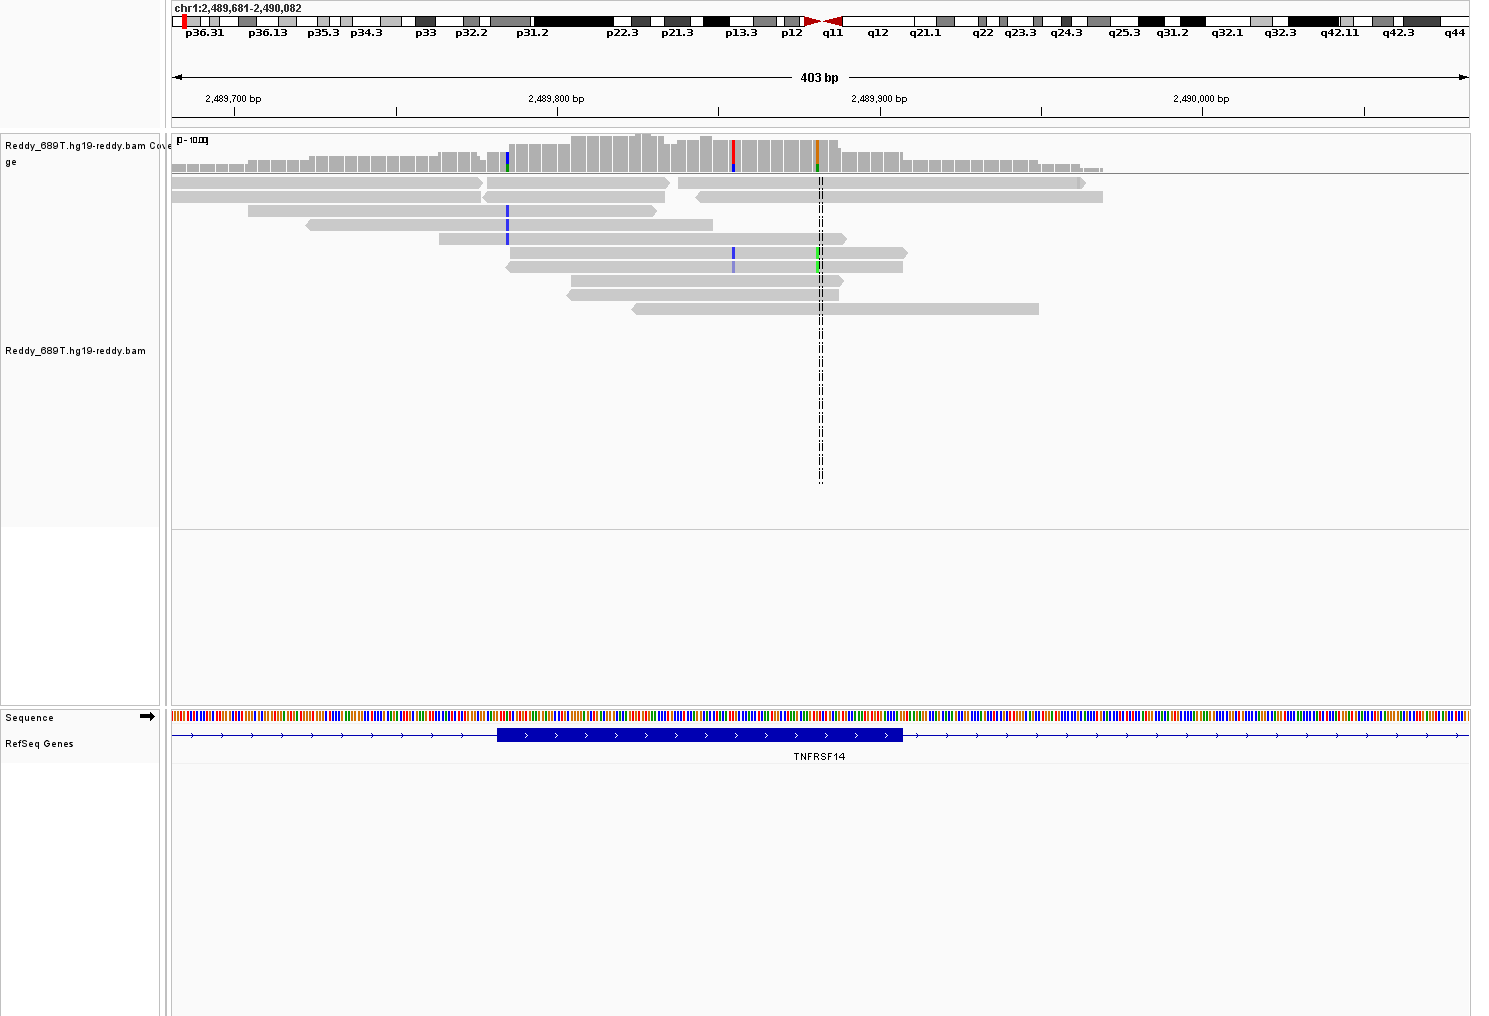 chr1:2,489,681-2,490,082
p36.31 p36.13 p35.3 p34.3 p33 p32.2 p31.2 p22.3 p21.3 p13.3 p12 q11 q12 q21.1 q22 q23.3 q24.3 q25.3 q31.2 q32.1 q32.3 q42.11 q42.3 q44
403 bp
2,489,700 bp 2,489,800 bp 2,489,900 bp 2,490,000 bp
Reddy_689T.hg19-reddy.bam Cove
ge
[0 - 10.00]
Reddy_689T.hg19-reddy.bam
Sequence
RefSeq Genes
TNFRSF14